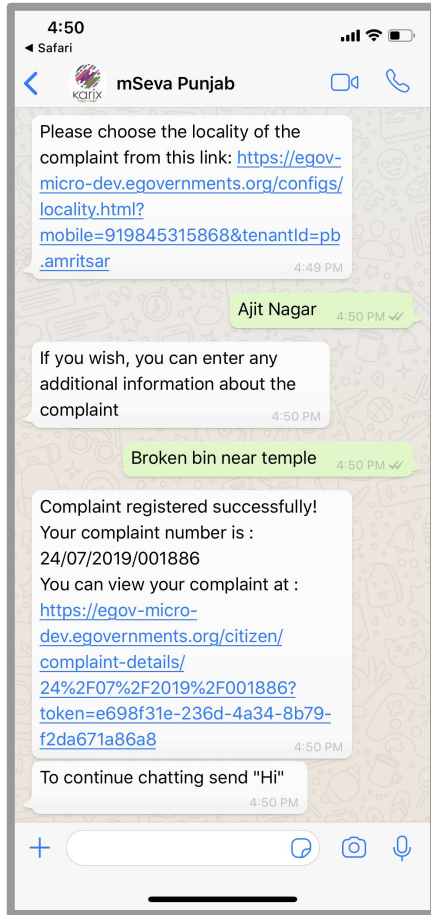 4:50
Safari
KariX
mSeva Punjab
Please choose the locality of the
complaint from this link: https://egov-
micro-dev.egovernments.org/configs/
locality.html?
mobile=919845315868&tenantId=pb
.amritsar
4:49 PM
Ajit Nagar
4:50 PM
If you wish, you can enter any
additional information about the
complaint
4:50 PM
Broken bin near temple
4:50 PM
Complaint registered successfully!
Your complaint number is :
24/07/2019/001886
You can view your complaint at :
https://egov-micro-
dev.egovernments.org/citizen/
complaint-details/
24%2F07%2F2019%2F001886?
token=e698f31e-236d-4a34-8b79-
f2da671a86a8
4:50 PM
To continue chatting send "Hi"
4:50 PM